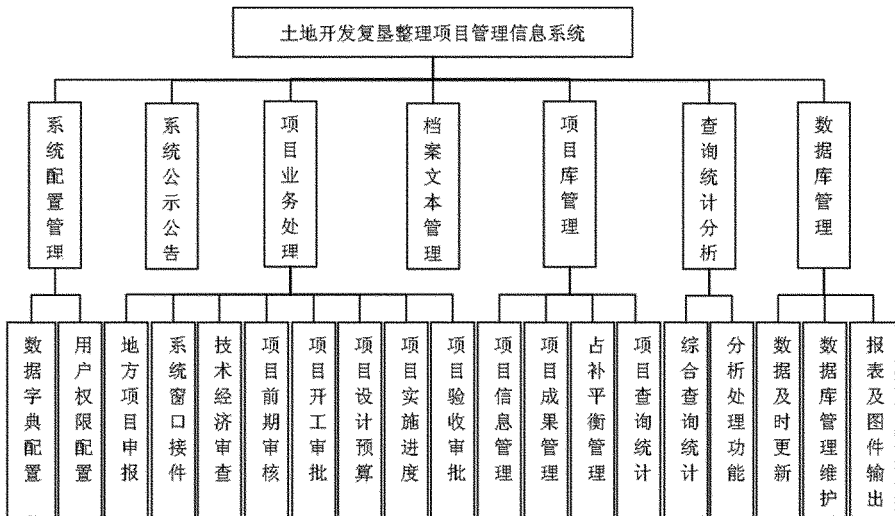 土地开发复垦整理项目管理信息系统
系统配置管理
系统公示公告
项目业务处理
档案文本管理
项目库管理
查询统计分析
数据库管理
数据字典配置
用户权限配置
地方项目申报
系统窗口接件
技术经济审查
项目前期审核
项目开工审批
项目设计预算
项目实施进度
项目验收审批
项目信息管理
项目成果管理
占补平衡管理
项目查询统计
综合查询统计
分析处理功能
数据及时更新
数据库管理维护
报表及图件输出